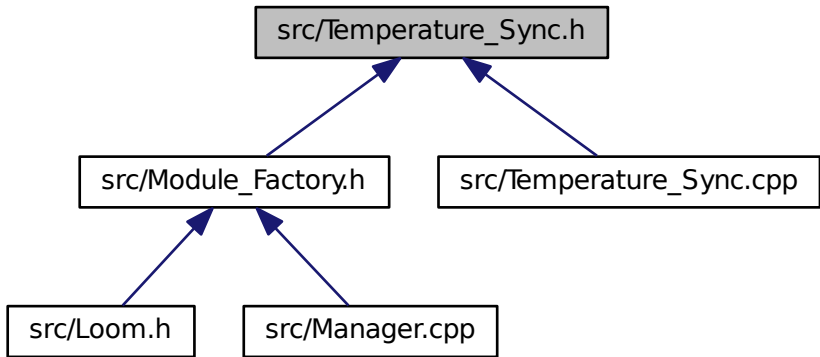 src/Temperature_Sync.h
src/Module_Factory.h
src/Temperature_Sync.cpp
src/Loom.h
src/Manager.cpp